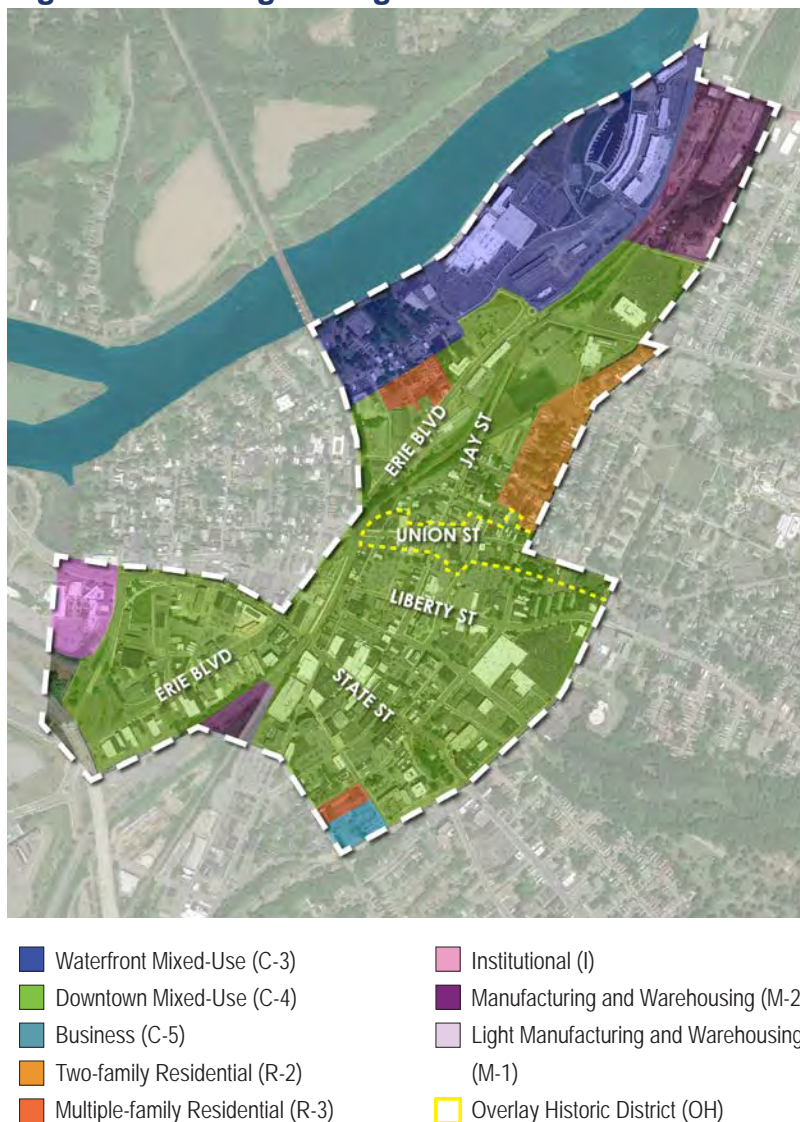 ERIE BLVD
JAY ST
UNION ST
LIBERTY ST
ERIE BLVD
STATE ST
Waterfront Mixed-Use (C-3)
Downtown Mixed-Use (C-4)
Business (C-5)
Two-family Residential (R-2)
Multiple-family Residential (R-3)
Institutional (I)
Manufacturing and Warehousing (M-2
Light Manufacturing and Warehousing
(M-1)
Overlay Historic District (OH)